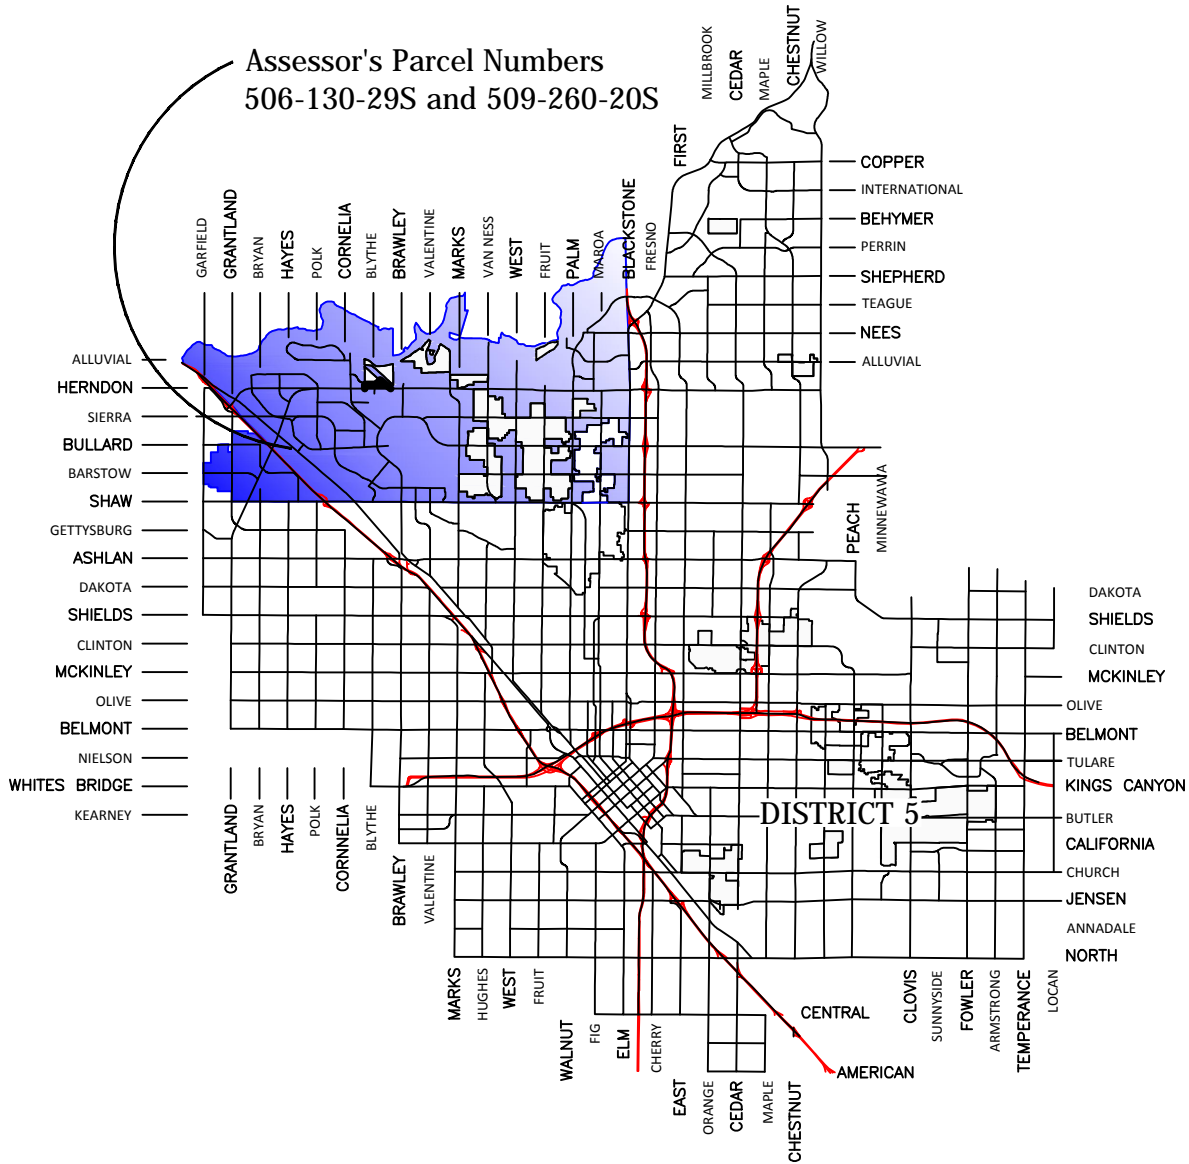 Assessor's Parcel Numbers
506-130-29S and 509-260-20S
MILLBROOK
CEDAR
MAPLE
CHESTNUT
WILLOW
FIRST
COPPER
INTERNATIONAL
BEHYMER
PERRIN
SHEPHERD
TEAGUE
NEES
ALLUVIAL
GARFIELD
GRANTLAND
BRYAN
HAYES
POLK
CORNELIA
BLYTHE
BRAWLEY
VALENTINE
MARKS
VAN NESS
WEST
FRUIT
PALM
MAROA
BLACKSTONE
FRESNO
ALLUVIAL
HERNDON
SIERRA
BULLARD
BARSTOW
SHAW
GETTYSBURG
ASHLAN
DAKOTA
SHIELDS
CLINTON
MCKINLEY
OLIVE
BELMONT
NIELSON
WHITES BRIDGE
KEARNEY
PEACH
MINNEWAWA
DAKOTA
SHIELDS
CLINTON
MCKINLEY
OLIVE
BELMONT
TULARE
KINGS CANYON
BUTLER
CALIFORNIA
CHURCH
JENSEN
ANNADALE
NORTH
DISTRICT 5
GRANTLAND
BRYAN
HAYES
POLK
CORNNELIA
BLYTHE
BRAWLEY
VALENTINE
MARKS
HUGHES
WEST
FRUIT
WALNUT
FIG
ELM
CHERRY
EAST
ORANGE
CEDAR
MAPLE
CHESTNUT
CENTRAL
AMERICAN
CLOVIS
SUNNYSIDE
FOWLER
ARMSTRONG
TEMPERANCE
LOCAN